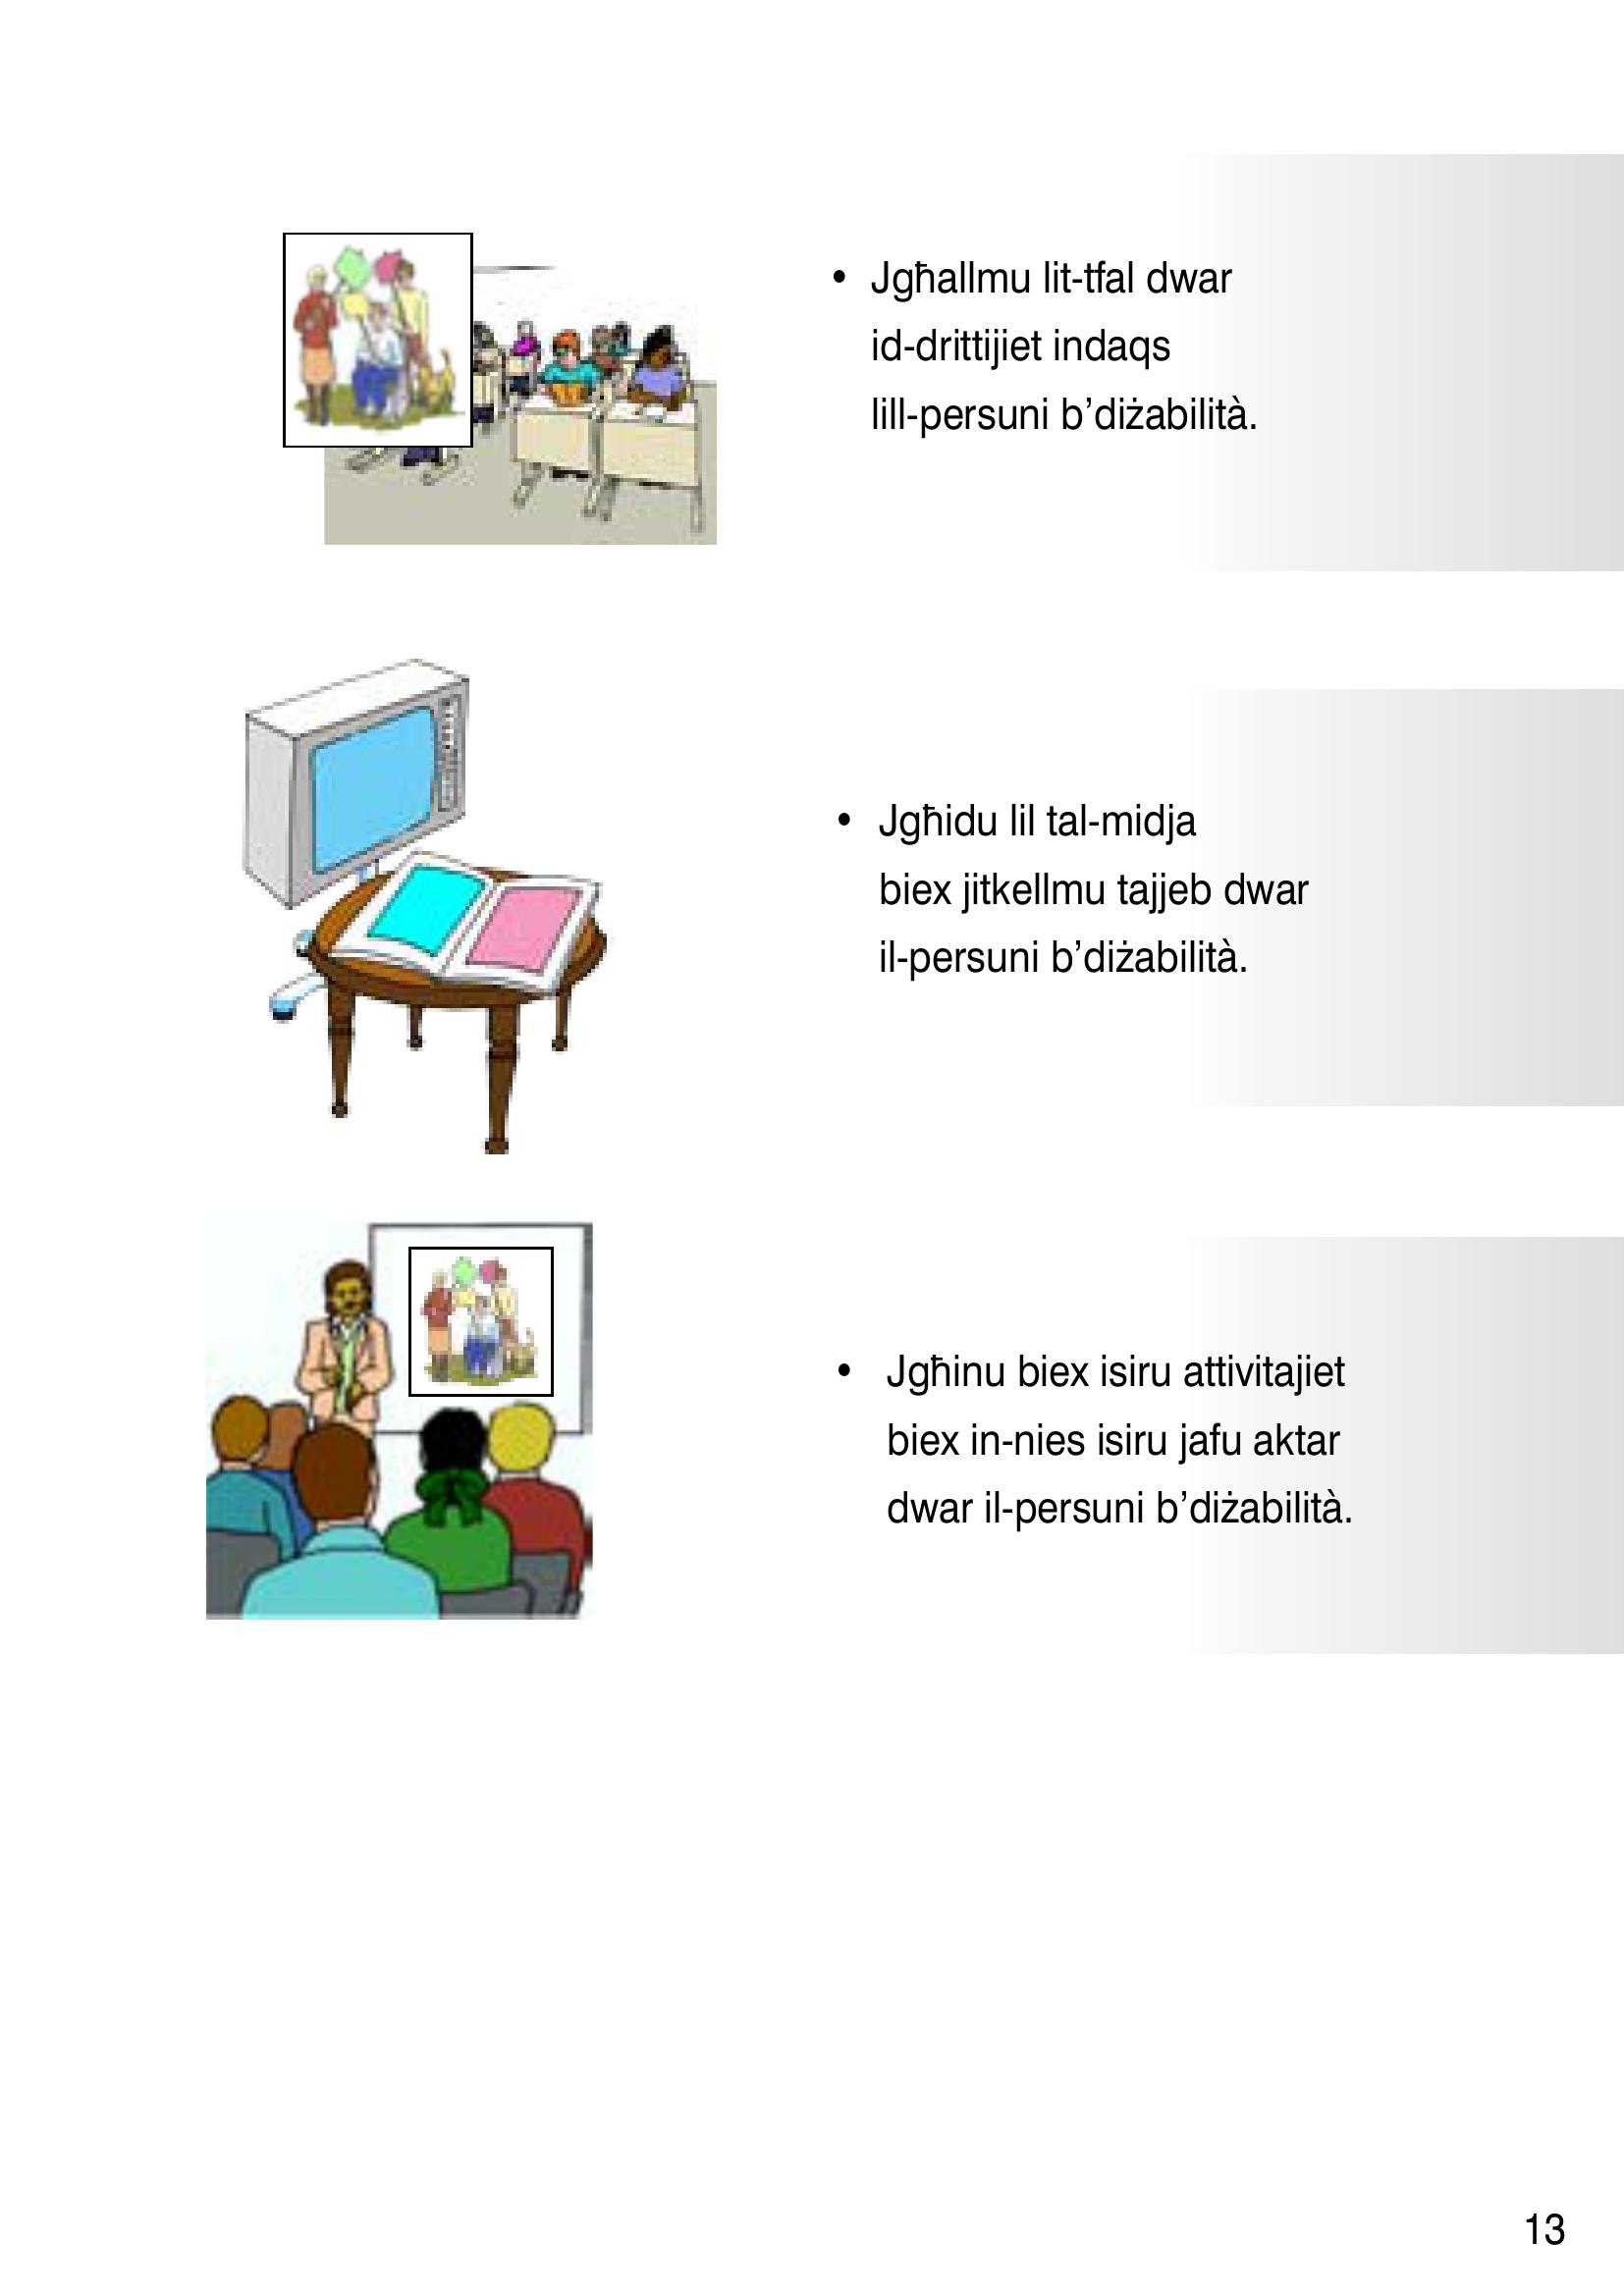 • Jgħallmu lit-tfal dwar
id-drittijiet indaqs
lill-persuni b’diżabilità.
• Jgħidu lil tal-midja
biex jitkellmu tajjeb dwar
il-persuni b’diżabilità.
• Jgħinu biex isiru attivitajiet
biex in-nies isiru jafu aktar
dwar il-persuni b’diżabilità.
13